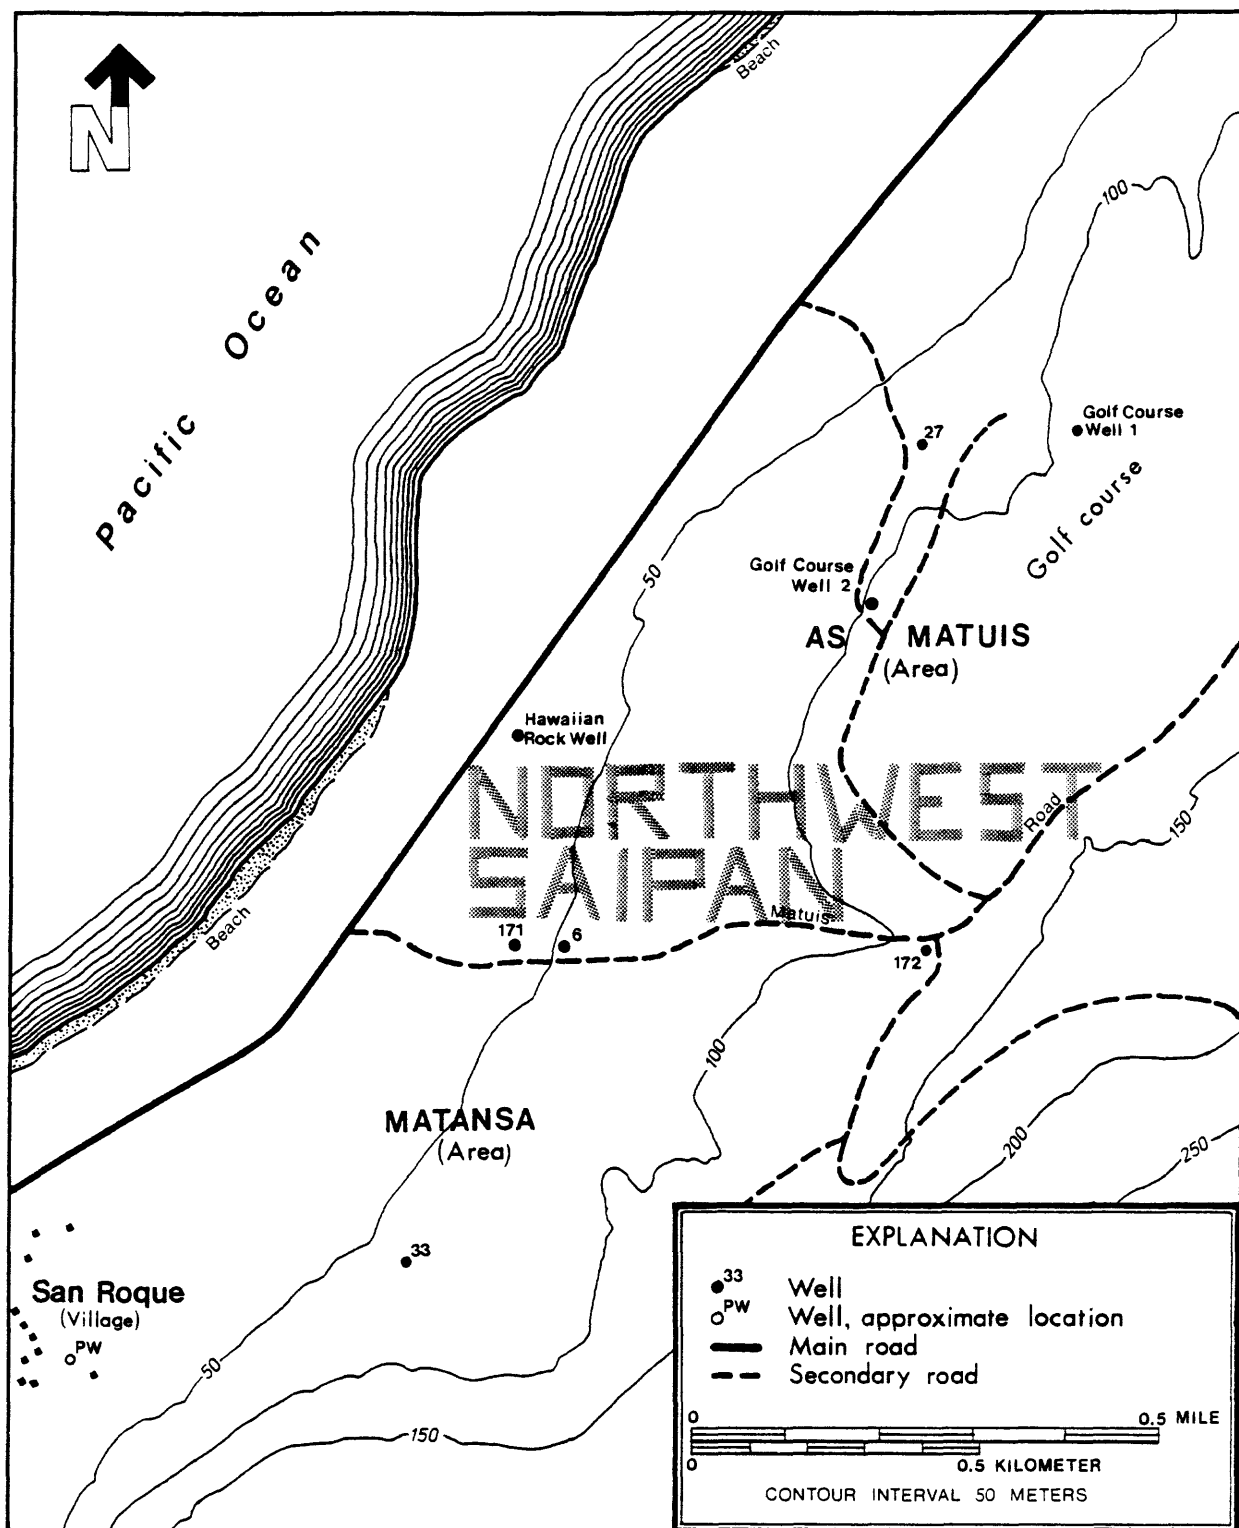 Beach
N
100
Pacific Ocean
Golf Course
Well 1
27
Golf course
50
Golf Course
Well 2
AS MATUIS
(Area)
Hawaiian
Rock Well
NORTHWEST
SAIPAN
Road
150
Matuis
Beach
171
6
172
100
MATANSA
(Area)
200
250
33
San Roque
(Village)
PW
50
150
EXPLANATION
33 Well
PW Well, approximate location
Main road
Secondary road
0 0.5 MILE
0 0.5 KILOMETER
CONTOUR INTERVAL 50 METERS